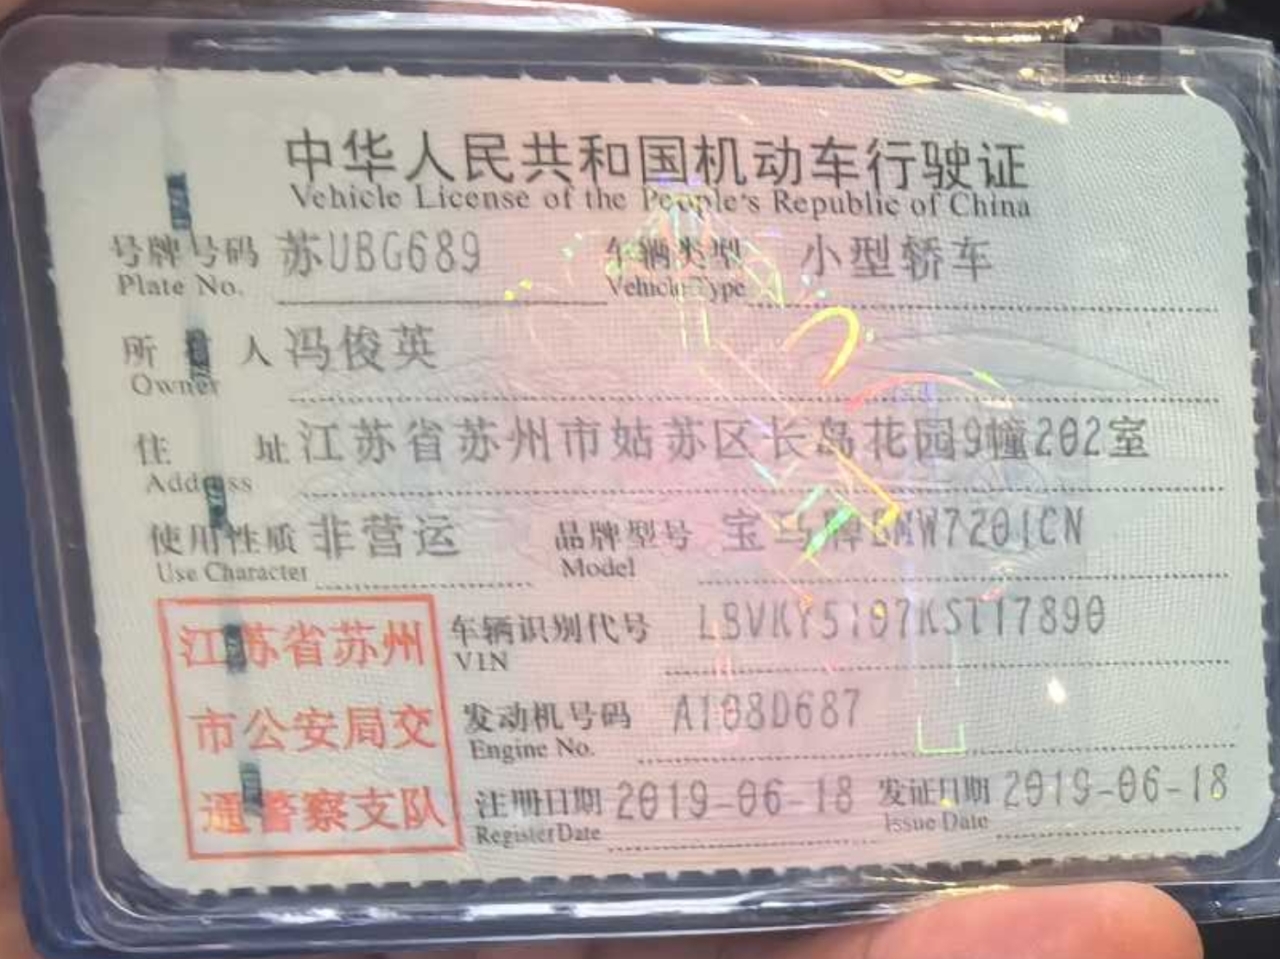 中华人民共和国机动车行驶证
Vehicle License of the People's Republic of China
号牌号码 苏UBG689 车辆类型 小型轿车
Plate No. Vehicle Type
所有人 冯俊英
Owner
住址 江苏省苏州市姑苏区长岛花园9幢202室
Address
使用性质 非营运 品牌型号 宝马牌BMW7201CN
Use Character Model
江苏省苏州
市公安局交
通警察支队
车辆识别代号
VIN
发动机号码 A108D687
Engine No.
注册日期 2019-06-18 发证日期 2019-06-18
Register Date Issue Date